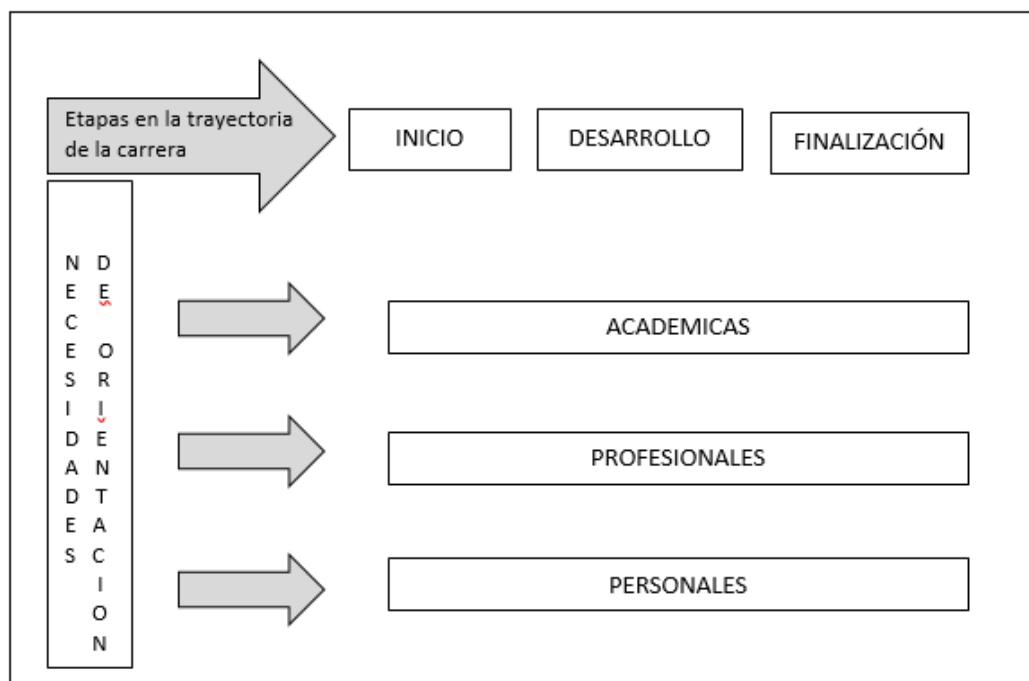 Etapas en la trayectoria
de la carrera
INICIO
DESARROLLO
FINALIZACIÓN
NECESIDADES
DE ORIENTACION
ACADEMICAS
PROFESIONALES
PERSONALES